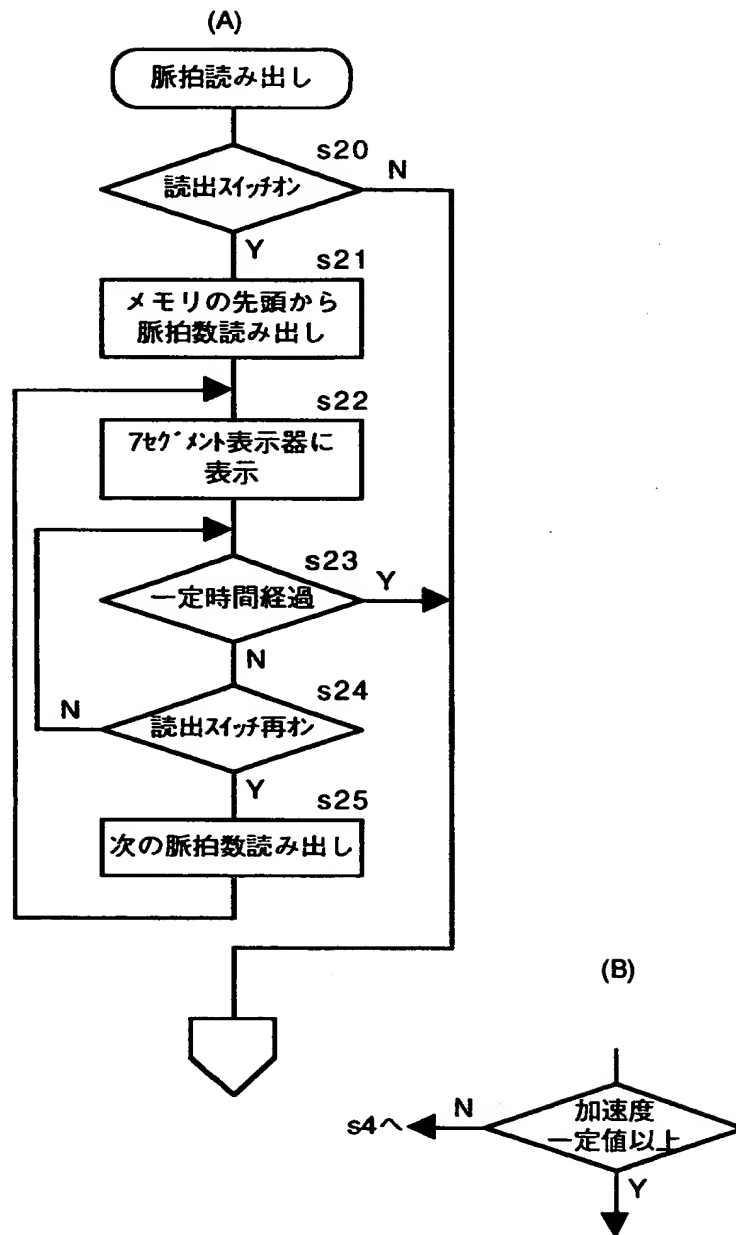 (A)
脈拍読み出し
s20
読出スイッチオン
N
Y
s21
メモリの先頭から
脈拍数読み出し
s22
7セグメント表示器に
表示
s23
一定時間経過
Y
N
s24
読出スイッチ再オン
N
Y
s25
次の脈拍数読み出し
(B)
加速度
一定値以上
N
s4へ
Y